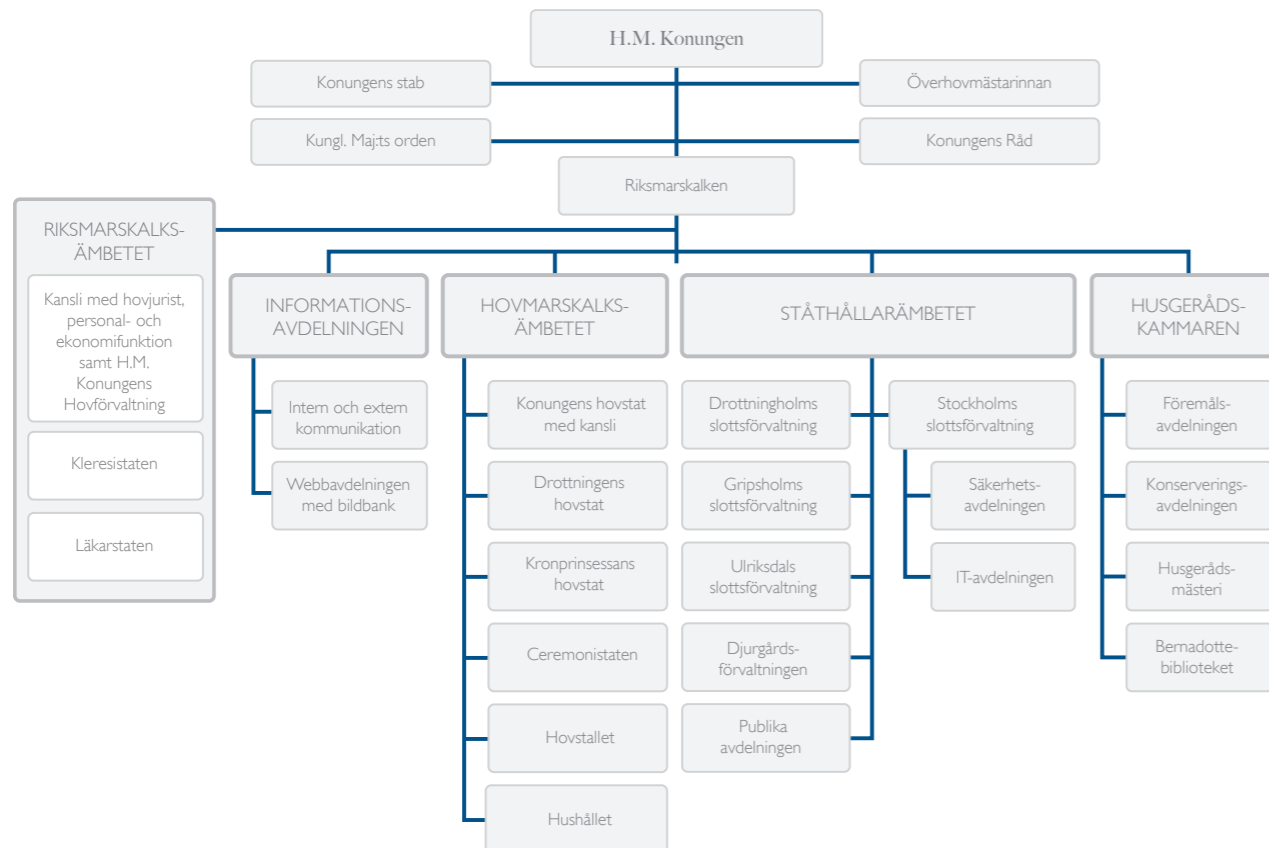 H.M. Konungen
Konungens stab
Överhovmästarinnan
Kungl. Maj:ts orden
Konungens Råd
Riksmarskalken
RIKSMARSKALKS-
ÄMBETET
Kansli med hovjurist,
personal- och
ekonomifunktion
samt H.M.
Konungens
Hovförvaltning
Kleresistaten
Läkarstaten
INFORMATIONS-
AVDELNINGEN
Intern och extern
kommunikation
Webbavdelningen
med bildbank
HOVMARSKALKS-
ÄMBETET
Konungens hovstat
med kansli
Drottningens
hovstat
Kronprinsessans
hovstat
Ceremonistaten
Hovstallet
Hushållet
STÅTHÅLLARÄMBETET
Drottningholms
slottsförvaltning
Gripsholms
slottsförvaltning
Ulriksdals
slottsförvaltning
Djurgårds-
förvaltningen
Publika
avdelningen
Stockholms
slottsförvaltning
Säkerhets-
avdelningen
IT-avdelningen
HUSGERÅDS-
KAMMAREN
Föremåls-
avdelningen
Konserverings-
avdelningen
Husgeråds-
mästeri
Bernadotte-
biblioteket